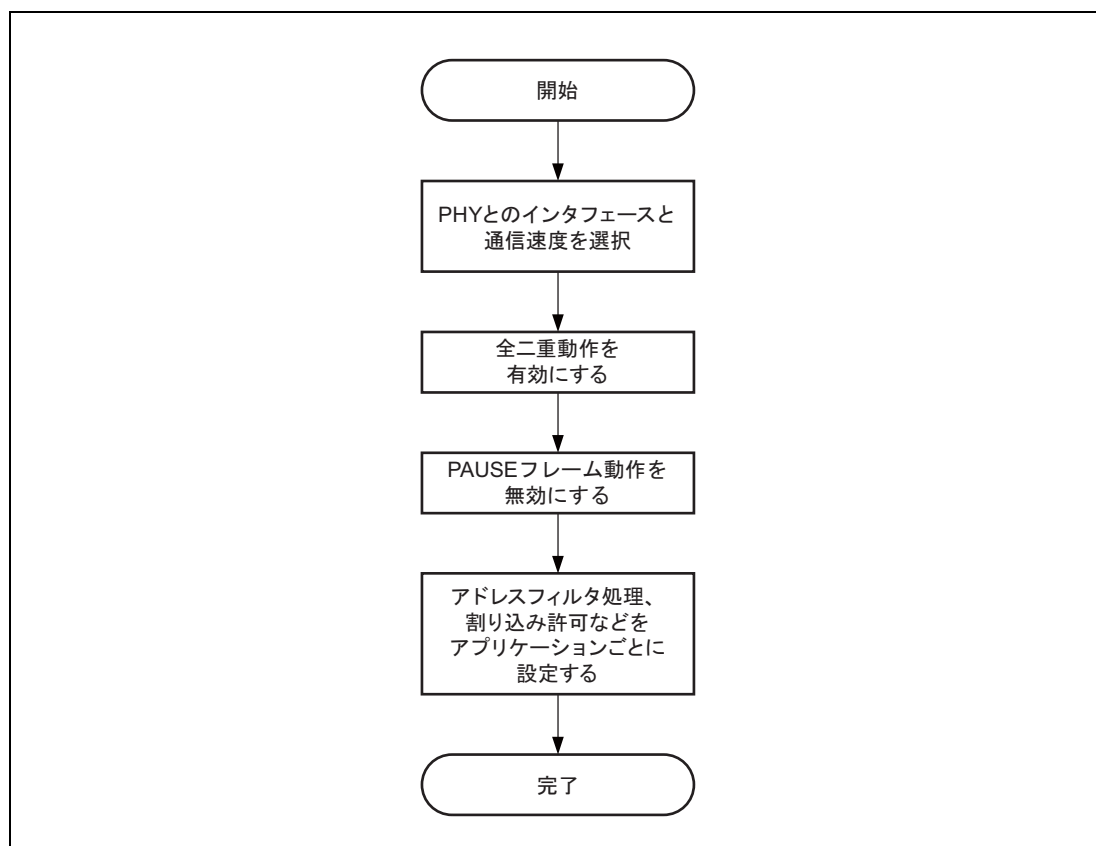 開始
PHYとのインタフェースと
通信速度を選択
全二重動作を
有効にする
PAUSEフレーム動作を
無効にする
アドレスフィルタ処理、
割り込み許可などを
アプリケーションごとに
設定する
完了